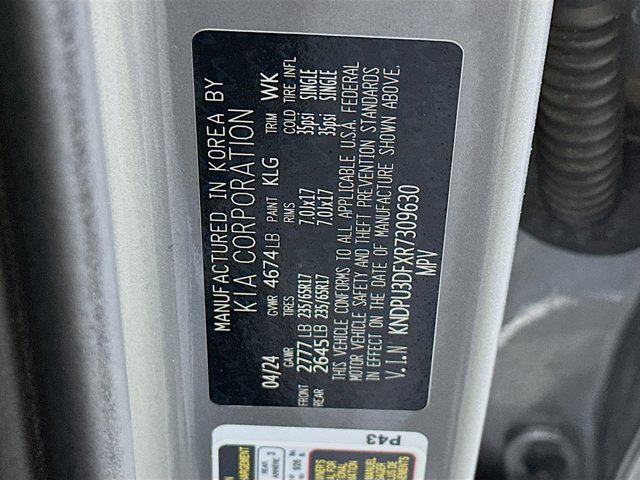 MANUFACTURED IN KOREA BY
KIA CORPORATION
04/24 GVWR 4674LB PAINT KLG TRIM WK
GAWR TIRES RIMS COLD TIRE INFL
FRONT 2777LB 235/65R17 7.0Jx17 35psi SINGLE
REAR 2645LB 235/65R17 7.0Jx17 35psi SINGLE
THIS VEHICLE CONFORMS TO ALL APPLICABLE U.S.A. FEDERAL
MOTOR VEHICLE SAFETY AND THEFT PREVENTION STANDARDS
IN EFFECT ON THE DATE OF MANUFACTURE SHOWN ABOVE.
V.I.N KNDPU3DFXR7309630
MPV
P43
REAR
ARRIÈRE 3